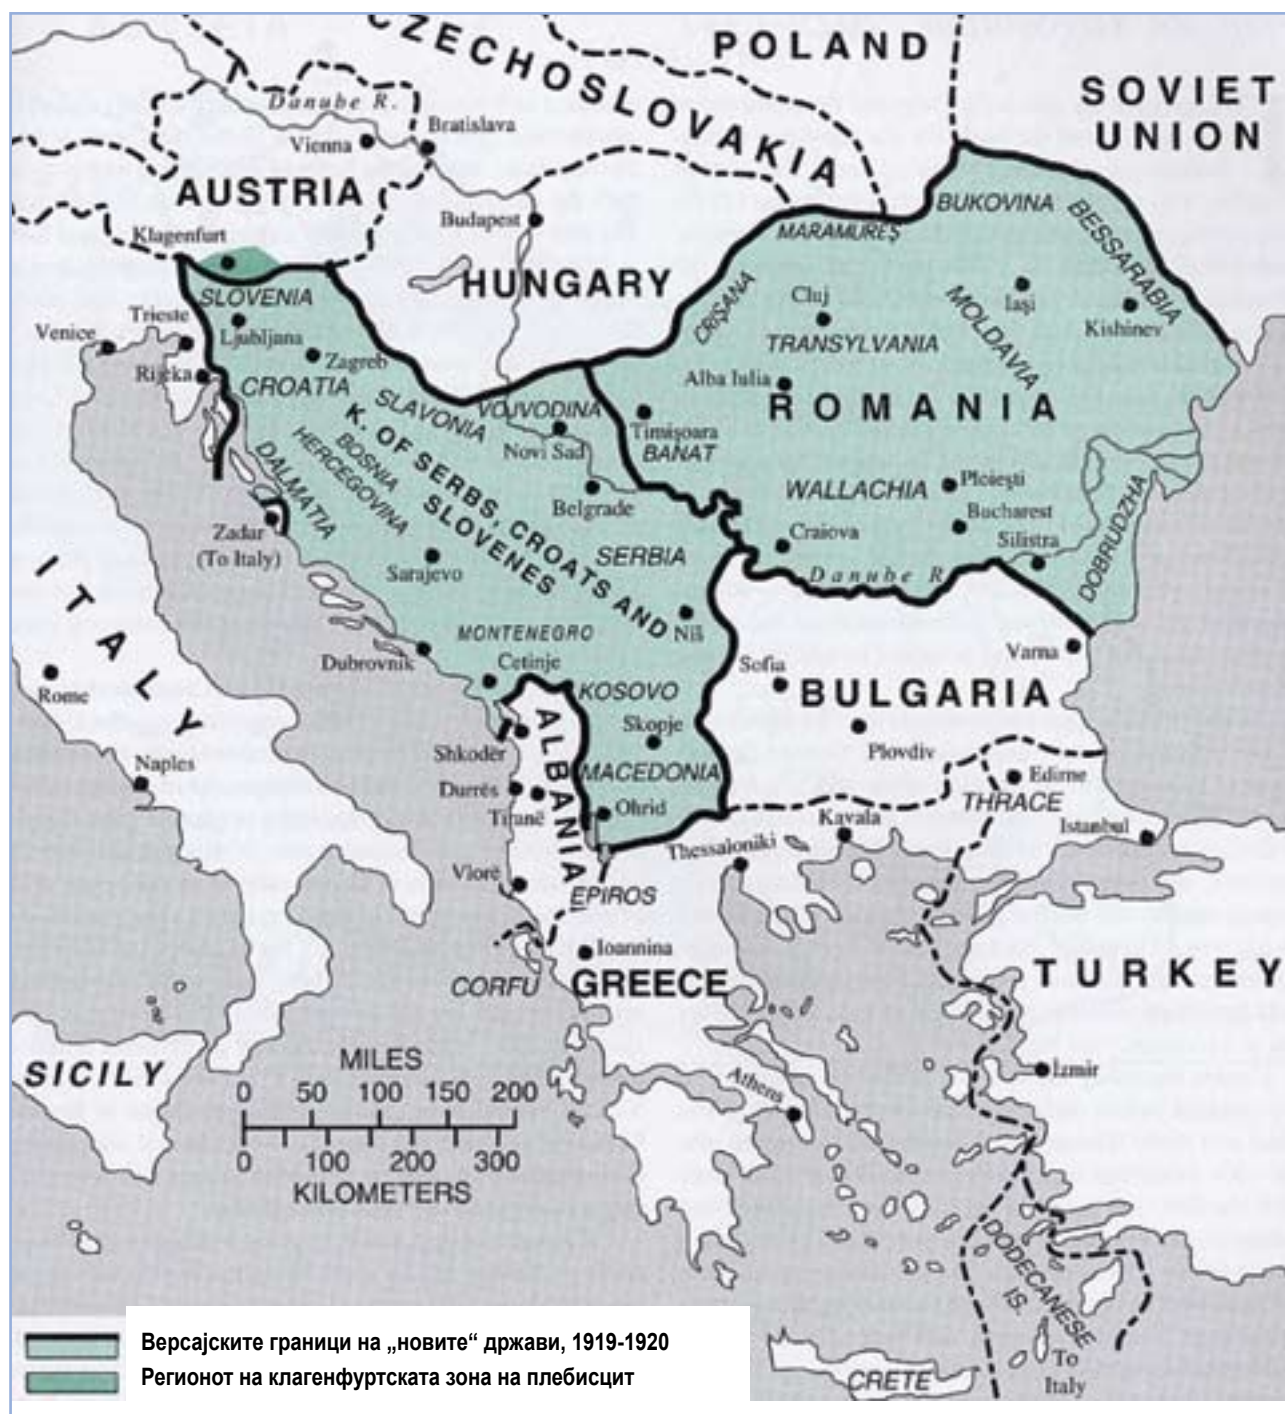 POLAND
CZECHOSLOVAKIA
SOVIET
UNION
Danube R.
Vienna
Bratislava
AUSTRIA
Budapest
Klagenfurt
HUNGARY
BUKOVINA
BESSARABIA
MARAMUREŞ
CRIŞANA
Cluj
Iaşi
MOLDAVIA
Kishinev
TRANSYLVANIA
SLOVENIA
Trieste
Venice
Ljubljana
Zagreb
Rijeka
CROATIA
SLAVONIA
VOJVODINA
Novi Sad
Alba Iulia
ROMANIA
Timişoara
BANAT
K. OF SERBS, CROATS AND
SLOVENES
BOSNIA
HERCEGOVINA
DALMATIA
Belgrade
WALLACHIA
Ploieşti
Bucharest
Craiova
Silistra
DOBRUDZHA
Danube R
Zadar
(To Italy)
Sarajevo
SERBIA
ITALY
Niš
MONTENEGRO
Dubrovnik
Cetinje
KOSOVO
Sofia
Varna
BULGARIA
Rome
Skopje
Plovdiv
Shkodër
ALBANIA
MACEDONIA
Naples
Durrës
Tiranë
Ohrid
Edirne
THRACE
Kavala
Istanbul
Thessaloniki
Vlorë
EPIROS
Ioannina
CORFU
GREECE
TURKEY
SICILY
MILES
0 50 100 150 200
0 100 200 300
KILOMETERS
Athens
Izmir
DODECANESE
IS.
To
Italy
CRETE
Версајските граници на „новите“ држави, 1919-1920
Регионот на клагенфуртската зона на плебисцит